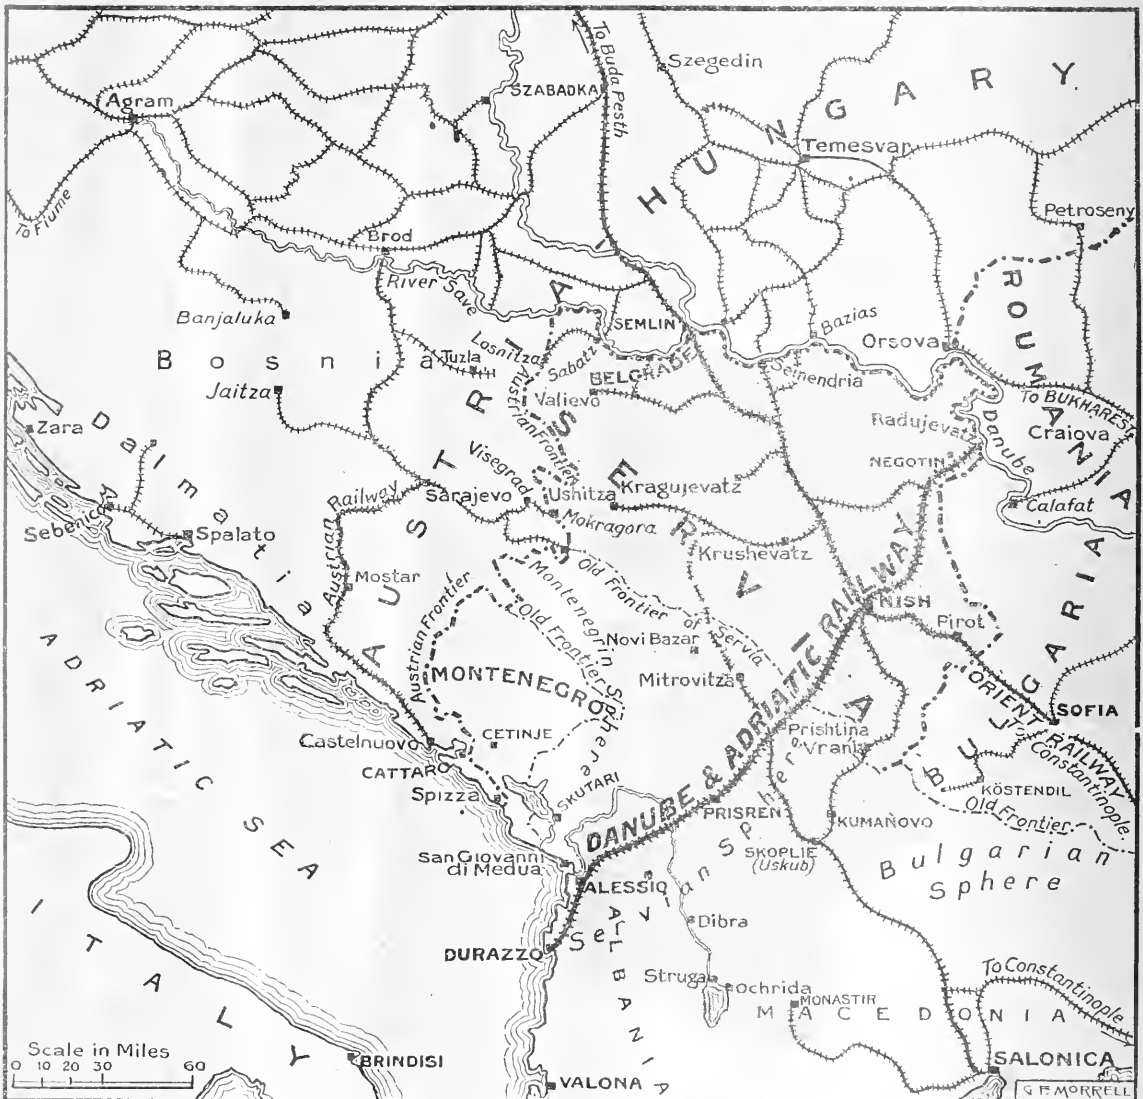 To Buda Pesth
Szegedin
SZABADKA
Agram
HUNGARY
Temesvar
To Fiume
Petroseny
Brod
River Save
Banjaluka
SEMLIN
Bazias
Orsova
ROUMANIA
Losnitza
Sabatz
BELGRADE
Semendria
Bosnia
Tuzla
Jaitza
Valievo
To BUKHAREST
Craiova
Radujevatz
Danube
NEGOTIN
Calafat
Zara
Dalmatia
Austrian Frontier
Visegrad
Sarajevo
Ushitza
Kragujevatz
Mokragora
Austrian Railway
Sebenico
Spalato
AUSTRIA
SERVIA
Krushevatz
Mostar
Old Frontier of Servia
Montenegrin Sphere
Old Frontier
Austrian Frontier
NISH
Pirot
BULGARIA
Novi Bazar
Mitrovitza
MONTENEGRO
ADRIATIC SEA
DANUBE & ADRIATIC RAILWAY
ORIENT RAILWAY
To Constantinople
SOFIA
Castelnuovo
CETINJE
CATTARO
Prishtina
Vranja
Spizza
SKUTARI
KÖSTENDIL
Old Frontier
PRISREN
KUMANOVO
SKOPLIE
(Uskub)
Bulgarian
Sphere
San Giovanni
di Medua
ALESSIO
Servian Sphere
Dibra
DURAZZO
ALBANIA
Struga
Ochrida
To Constantinople
MONASTIR
MACEDONIA
ITALY
Scale in Miles
0 10 20 30 60
BRINDISI
VALONA
SALONICA
G.F. MORRELL